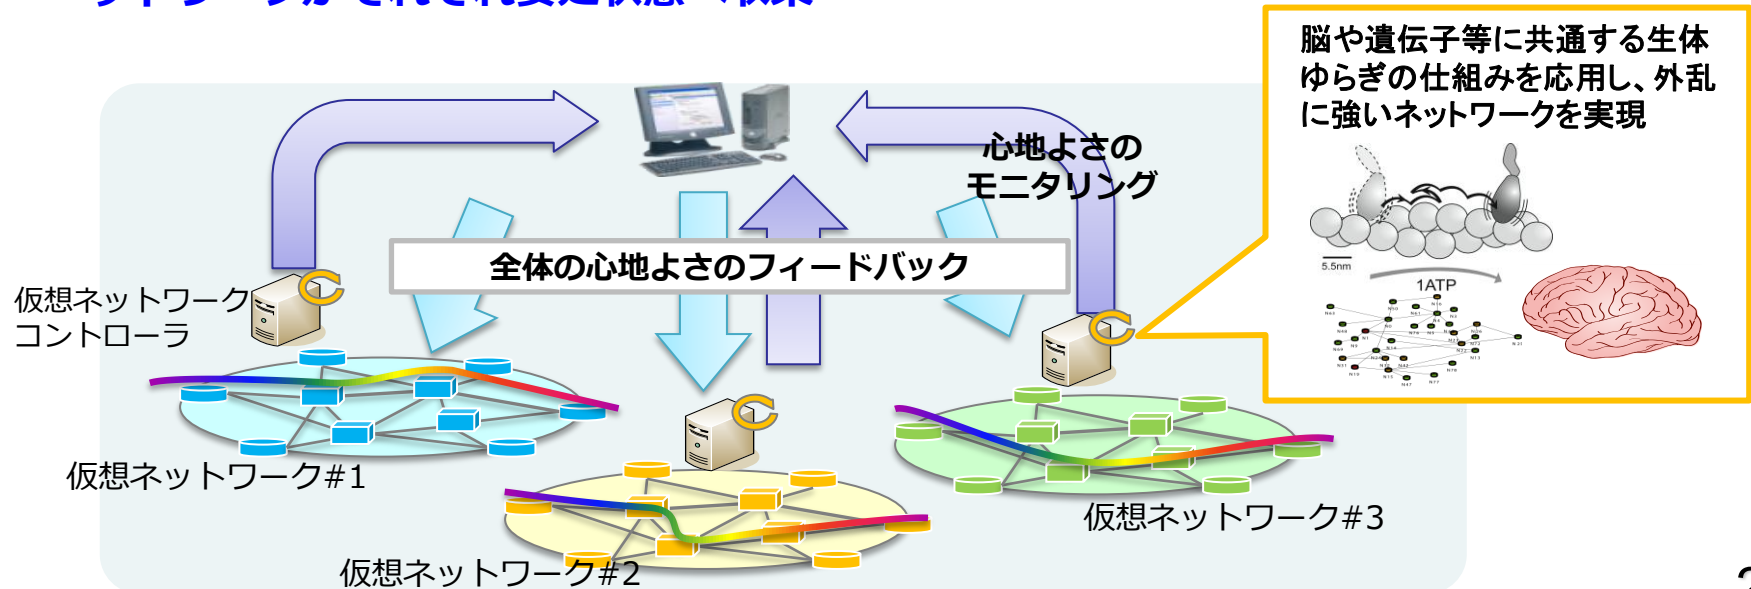 脳や遺伝子等に共通する生体
ゆらぎの仕組みを応用し、外乱
に強いネットワークを実現
心地よさの
モニタリング
全体の心地よさのフィードバック
5.5nm
1ATP
仮想ネットワーク
コントローラ
仮想ネットワーク#1
仮想ネットワーク#2
仮想ネットワーク#3